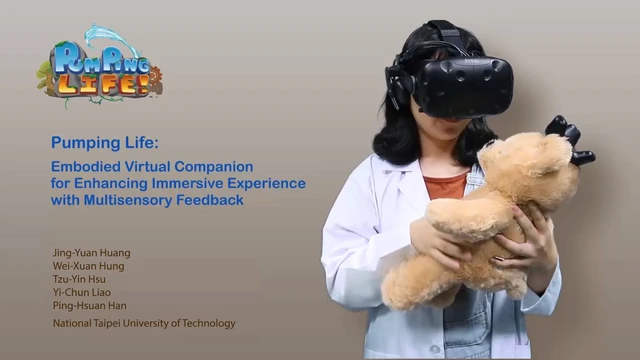 PUMPING
LIFE!
Pumping Life:
Embodied Virtual Companion
for Enhancing Immersive Experience
with Multisensory Feedback
Jing-Yuan Huang
Wei-Xuan Hung
Tzu-Yin Hsu
Yi-Chun Liao
Ping-Hsuan Han
National Taipei University of Technology
htc